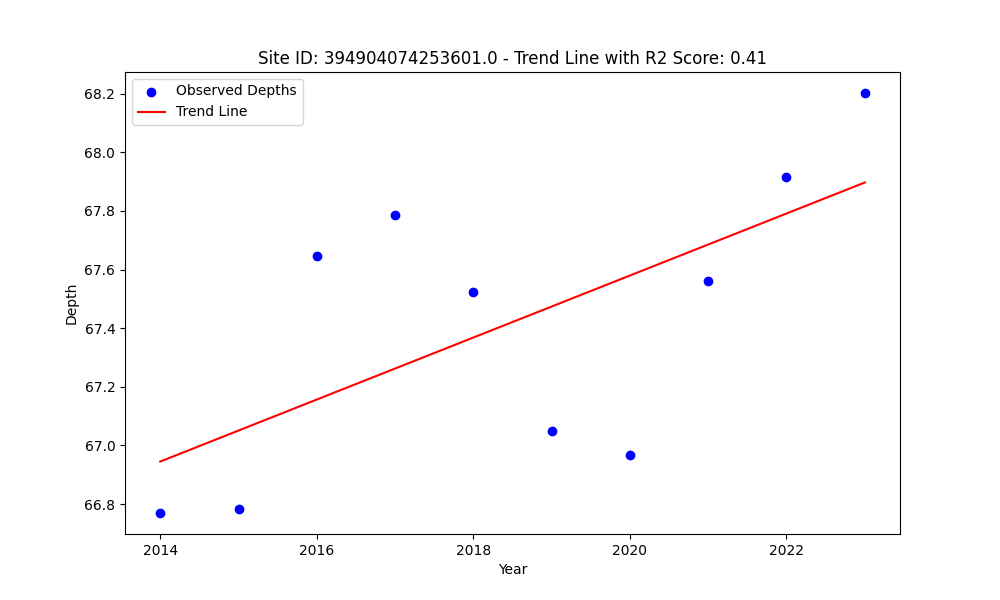 Site ID: 394904074253601.0 - Trend Line with R2 Score: 0.41
Observed Depths
Trend Line
68.2
68.0
67.8
67.6
67.4
67.2
67.0
66.8
Depth
2014 2016 2018 2020 2022
Year